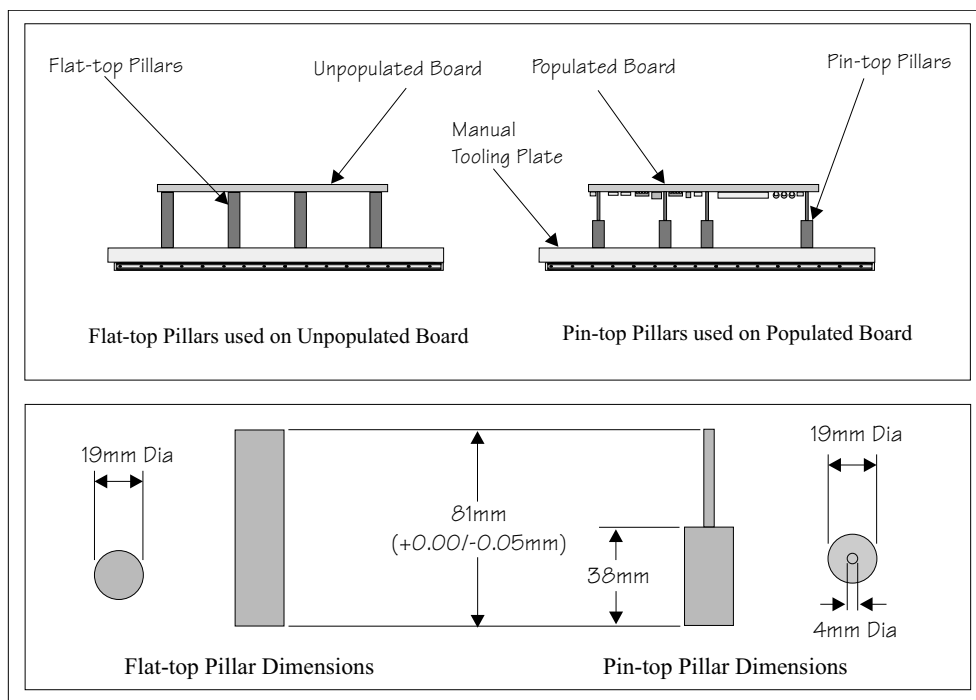 Flat-top Pillars
Unpopulated Board
Populated Board
Pin-top Pillars
Manual
Tooling Plate
Flat-top Pillars used on Unpopulated Board
Pin-top Pillars used on Populated Board
19mm Dia
81mm
(+0.00/-0.05mm)
38mm
19mm Dia
4mm Dia
Flat-top Pillar Dimensions
Pin-top Pillar Dimensions